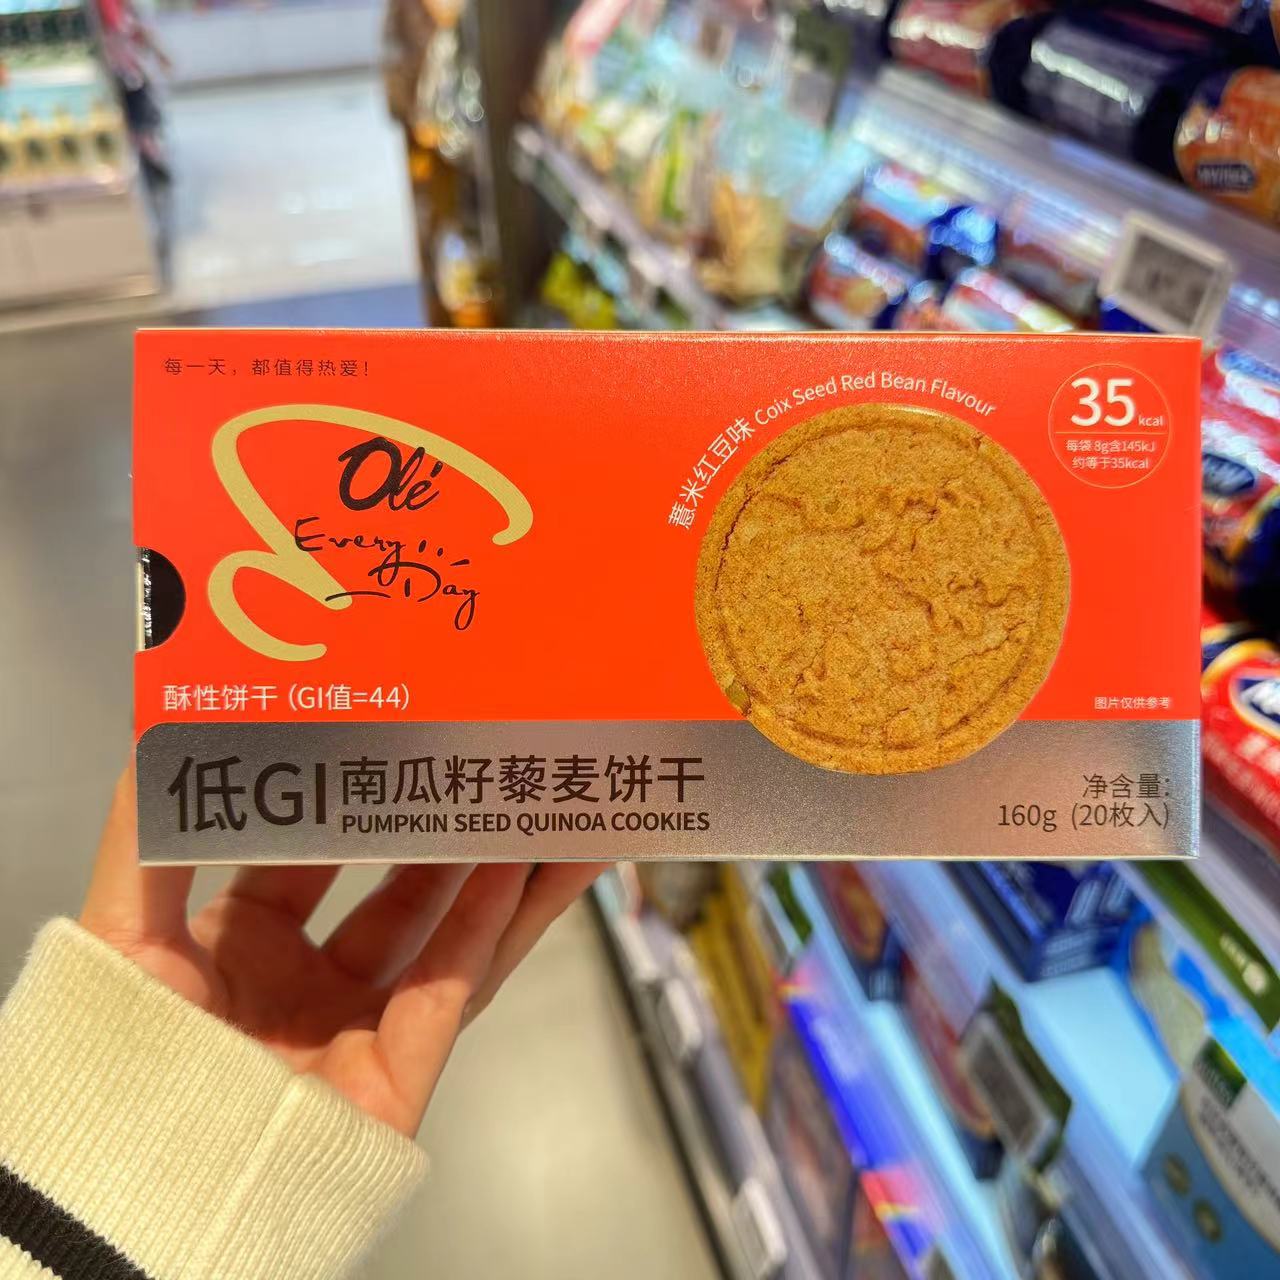 每一天，都值得热爱！
Olé
Every
Day
薏米红豆味 Coix Seed Red Bean Flavour
35kcal
每袋 8g含145kJ
约等于35kcal
酥性饼干（GI值=44）
图片仅供参考
低GI 南瓜籽藜麦饼干
PUMPKIN SEED QUINOA COOKIES
净含量:
160g（20枚入）